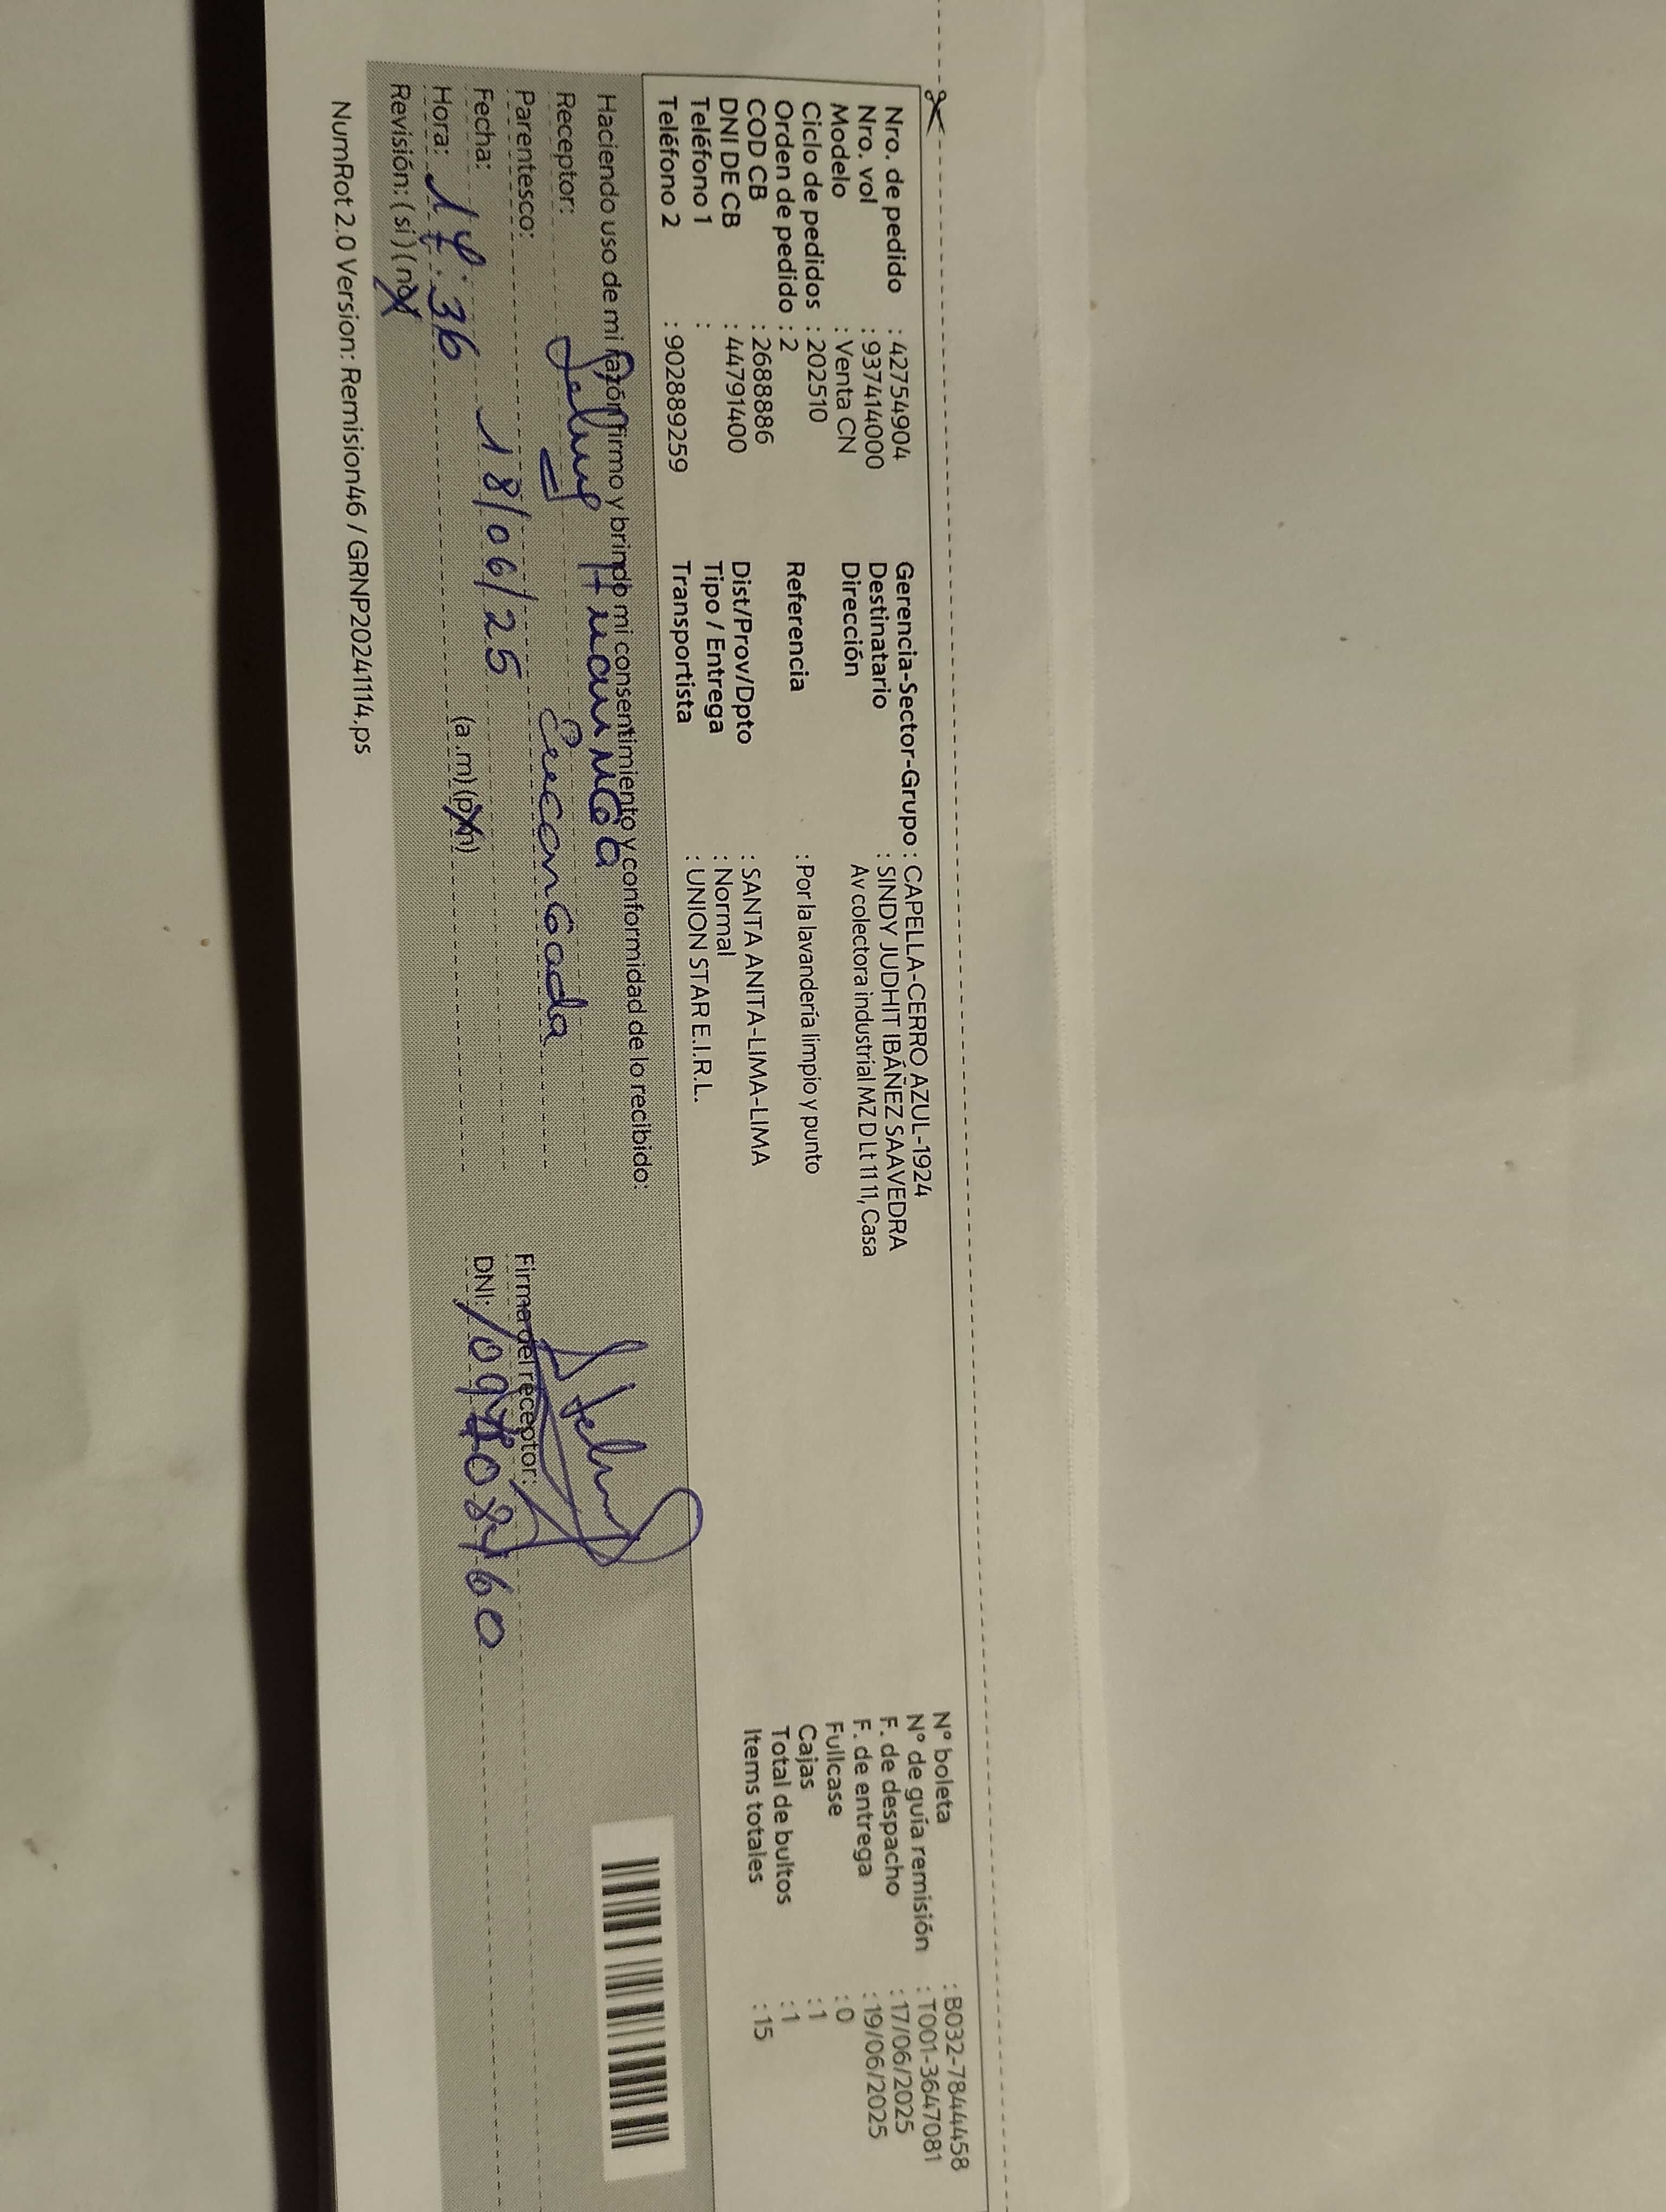 Nro. de pedido : 42754904
Nro. vol : 937414000
Modelo : Venta CN
Ciclo de pedidos : 202510
Orden de pedido : 2
COD CB : 2688886
DNI DE CB : 44791400
Teléfono 1 :
Teléfono 2 : 902889259
Gerencia-Sector-Grupo : CAPELLA-CERRO AZUL-1924
Destinatario : SINDY JUDHIT IBÁÑEZ SAAVEDRA
Dirección Av colectora industrial MZ D Lt 11 11, Casa
Referencia : Por la lavandería limpio y punto
Dist/Prov/Dpto : SANTA ANITA-LIMA-LIMA
Tipo / Entrega : Normal
Transportista : UNION STAR E.I.R.L.
Nº boleta : B032-7844458
Nº de guía remisión : T001-3647081
F. de despacho : 17/06/2025
F. de entrega : 19/06/2025
Fullcase : 0
Cajas : 1
Total de bultos : 1
Items totales : 15
Haciendo uso de mi razón firmo y brindo mi consentimiento y conformidad de lo recibido:
Receptor:
Parentesco: Encargada
Fecha: 18/06/25
Hora: 17:36 (a.m) (p.m)
Revisión: (si) (no)
Firma del receptor:
DNI:
NumRot 2.0 Version: Remision46 / GRNP20241114.ps